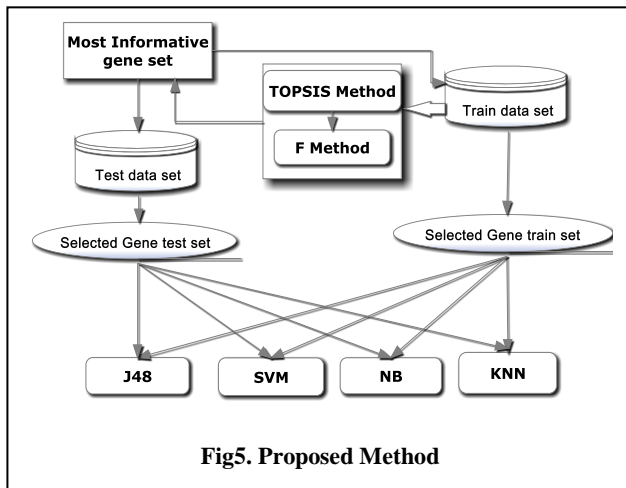 Most Informative
gene set
TOPSIS Method
Train data set
F Method
Test data set
Selected Gene test set
Selected Gene train set
J48
SVM
NB
KNN
Fig5. Proposed Method